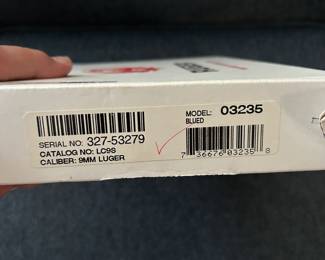 MODEL: 03235
BLUED
SERIAL NO: 327-53279
CATALOG NO: LC9S
CALIBER: 9MM LUGER
7 36676 03235 8